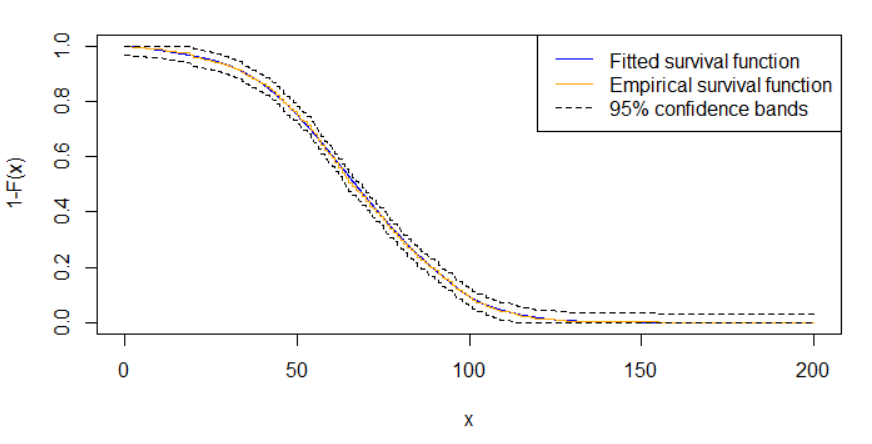 Fitted survival function
Empirical survival function
95% confidence bands
1-F(x)
1.0
0.8
0.6
0.4
0.2
0.0
0 50 100 150 200
x